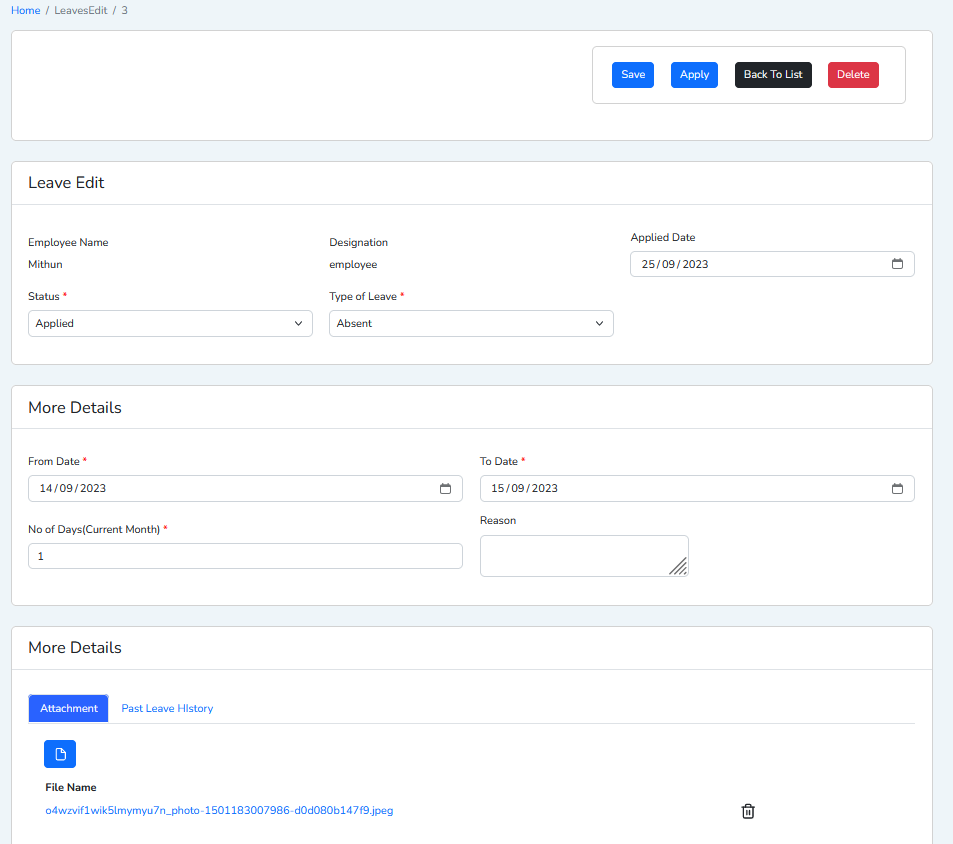 Home / LeavesEdit / 3
Save Apply Back To List Delete
Leave Edit
Employee Name Designation Applied Date
Mithun employee 25/09/2023
Status * Type of Leave *
Applied Absent
More Details
From Date * To Date *
14/09/2023 15/09/2023
No of Days(Current Month) * Reason
1
More Details
Attachment Past Leave HIstory
File Name
o4wzvif1wik5lmymyu7n_photo-1501183007986-d0d080b147f9.jpeg